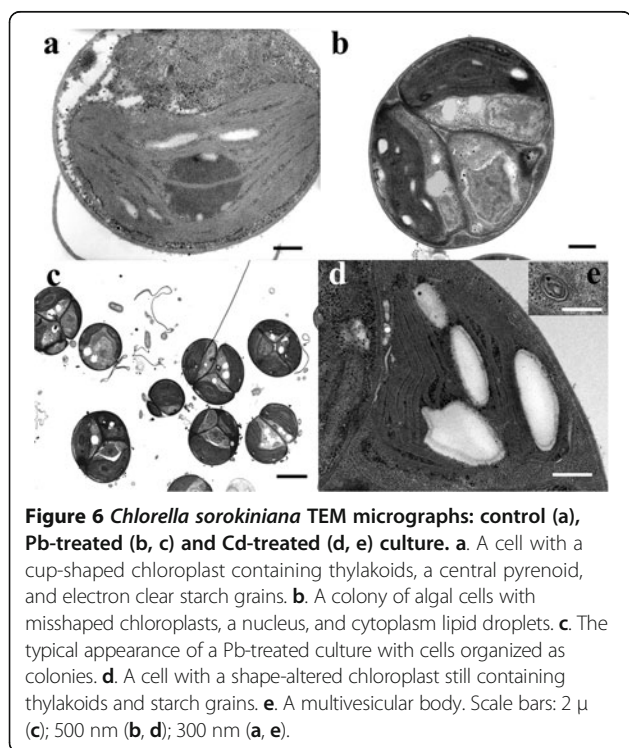 a
b
c
d
e
Figure 6 Chlorella sorokiniana TEM micrographs: control (a),
Pb-treated (b, c) and Cd-treated (d, e) culture. a. A cell with a
cup-shaped chloroplast containing thylakoids, a central pyrenoid,
and electron clear starch grains. b. A colony of algal cells with
misshaped chloroplasts, a nucleus, and cytoplasm lipid droplets. c. The
typical appearance of a Pb-treated culture with cells organized as
colonies. d. A cell with a shape-altered chloroplast still containing
thylakoids and starch grains. e. A multivesicular body. Scale bars: 2 μ
(c); 500 nm (b, d); 300 nm (a, e).